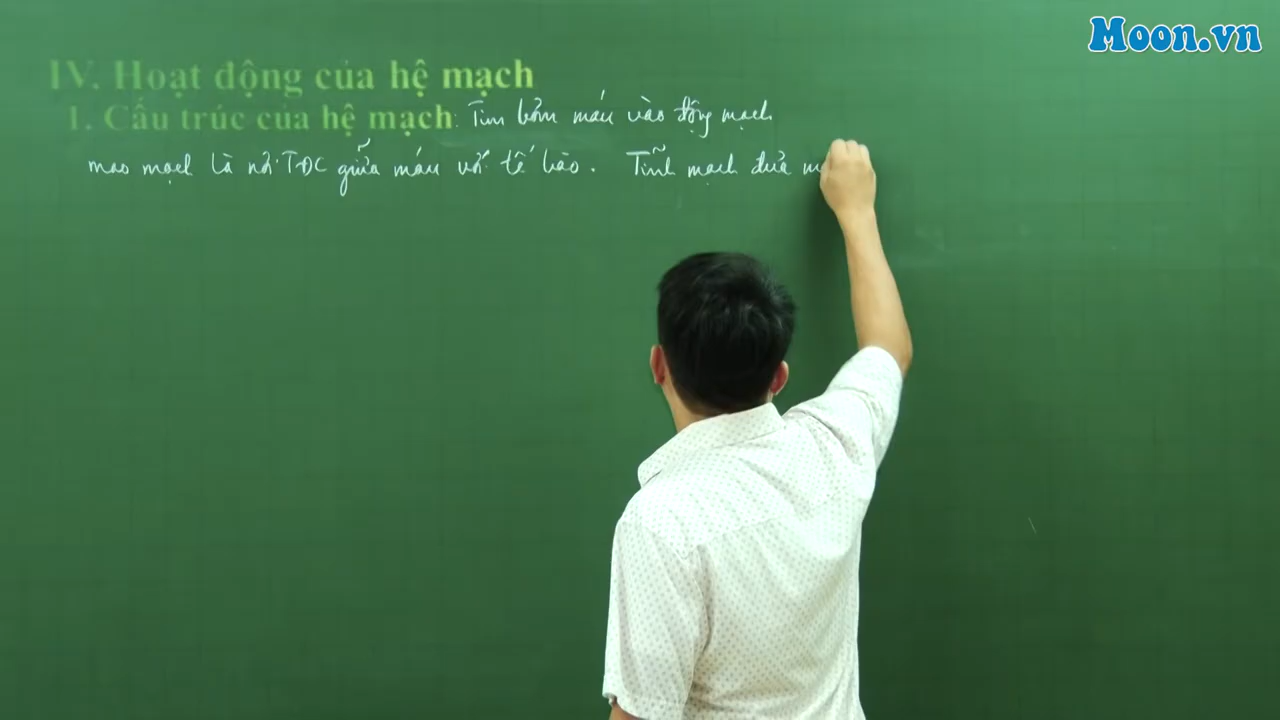 Moon.vn
IV. Hoạt động của hệ mạch
1. Cấu trúc của hệ mạch: Tim bơm máu vào động mạch
mao mạch là nơi TĐC giữa máu với tế bào. Tĩnh mạch đưa m